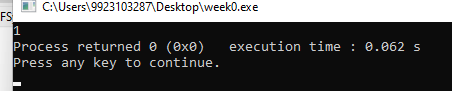 C:\Users\9923103287\Desktop\week0.exe
FS
1
Process returned 0 (0x0)   execution time : 0.062 s
Press any key to continue.